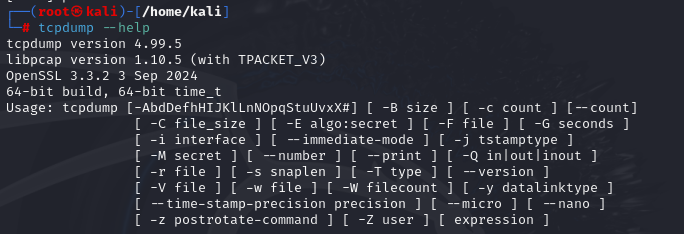 ┌──(root㉿kali)-[/home/kali]
└─# tcpdump --help
tcpdump version 4.99.5
libpcap version 1.10.5 (with TPACKET_V3)
OpenSSL 3.3.2 3 Sep 2024
64-bit build, 64-bit time_t
Usage: tcpdump [-AbdDefhHIJKlLnNOpqStuUvxX#] [ -B size ] [ -c count ] [--count]
                [ -C file_size ] [ -E algo:secret ] [ -F file ] [ -G seconds ]
                [ -i interface ] [ --immediate-mode ] [ -j tstamptype ]
                [ -M secret ] [ --number ] [ --print ] [ -Q in|out|inout ]
                [ -r file ] [ -s snaplen ] [ -T type ] [ --version ]
                [ -V file ] [ -w file ] [ -W filecount ] [ -y datalinktype ]
                [ --time-stamp-precision precision ] [ --micro ] [ --nano ]
                [ -z postrotate-command ] [ -Z user ] [ expression ]